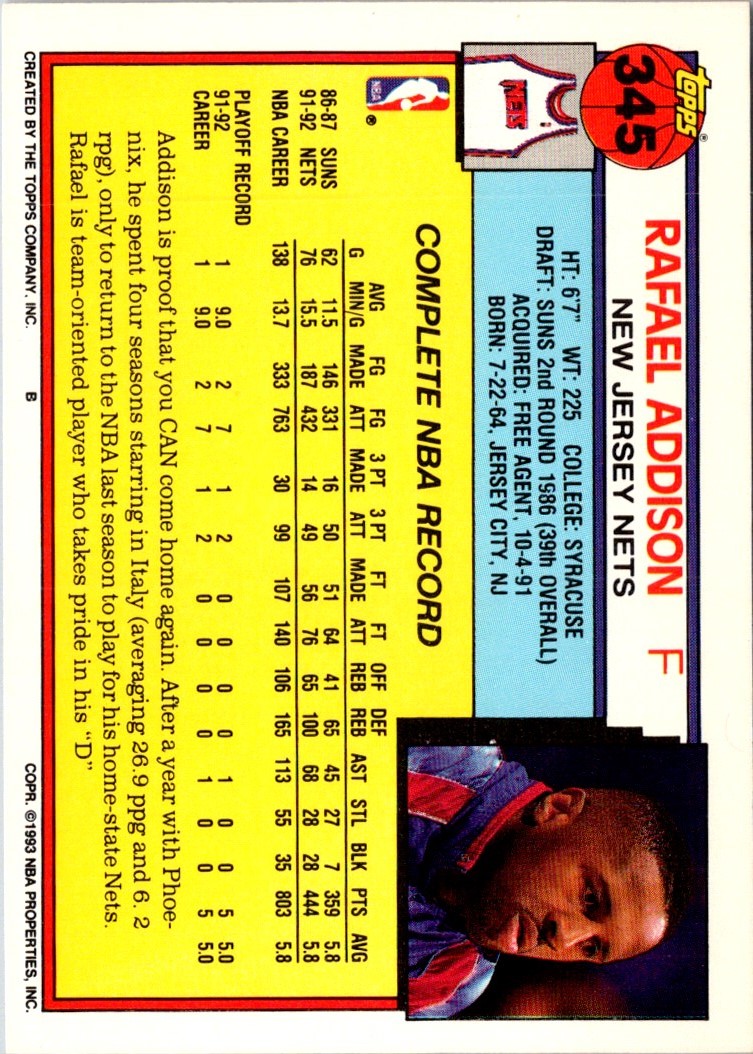 topps®
345
RAFAEL ADDISON F
NEW JERSEY NETS
NETS
HT: 6'7" WT: 225 COLLEGE: SYRACUSE
DRAFT: SUNS 2nd ROUND 1986 (39th OVERALL)
ACQUIRED: FREE AGENT, 10-4-91
BORN: 7-22-64, JERSEY CITY, NJ
NBA ®
COMPLETE NBA RECORD
AVG FG FG 3 PT 3 PT FT FT OFF DEF
G MIN/G MADE ATT MADE ATT MADE ATT REB REB AST STL BLK PTS AVG
86-87 SUNS 62 11.5 146 331 16 50 51 64 41 65 45 27 7 359 5.8
91-92 NETS 76 15.5 187 432 14 49 56 76 65 100 68 28 28 444 5.8
NBA CAREER 138 13.7 333 763 30 99 107 140 106 165 113 55 35 803 5.8
PLAYOFF RECORD
91-92 1 9.0 2 7 1 2 0 0 0 0 1 0 0 5 5.0
CAREER 1 9.0 2 7 1 2 0 0 0 0 1 0 0 5 5.0
Addison is proof that you CAN come home again. After a year with Phoe-
nix, he spent four seasons starring in Italy (averaging 26.9 ppg and 6. 2
rpg), only to return to the NBA last season to play for his home-state Nets.
Rafael is team-oriented player who takes pride in his "D"
CREATED BY THE TOPPS COMPANY, INC. B COPR. ©1993 NBA PROPERTIES, INC.